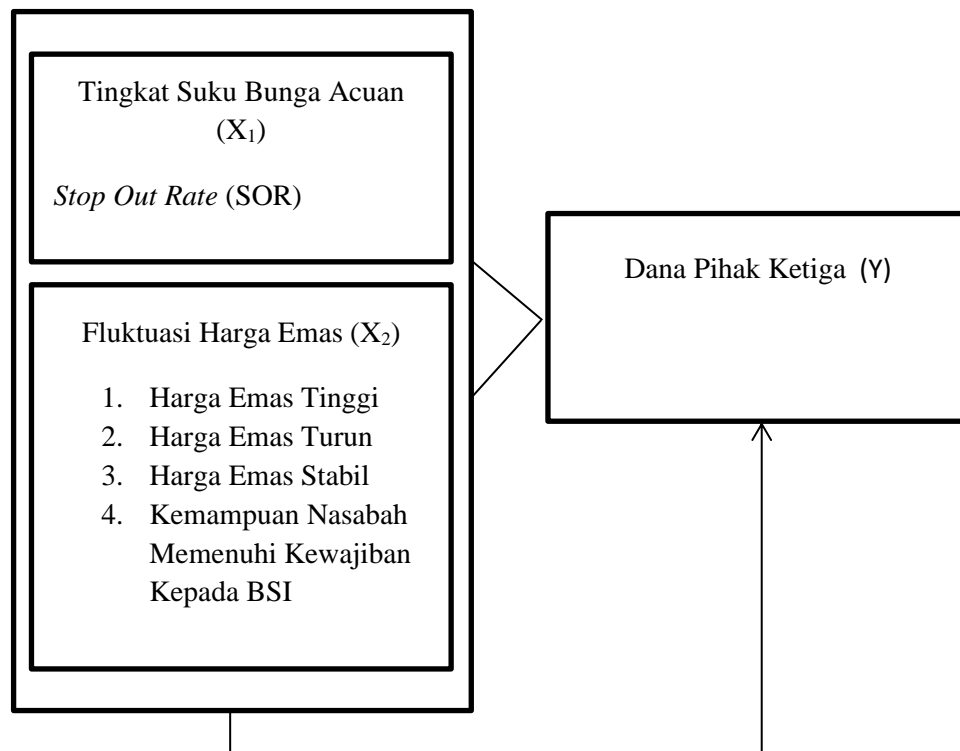 Tingkat Suku Bunga Acuan
(X₁)
Stop Out Rate (SOR)
Fluktuasi Harga Emas (X₂)
1. Harga Emas Tinggi
2. Harga Emas Turun
3. Harga Emas Stabil
4. Kemampuan Nasabah
Memenuhi Kewajiban
Kepada BSI
Dana Pihak Ketiga (Y)